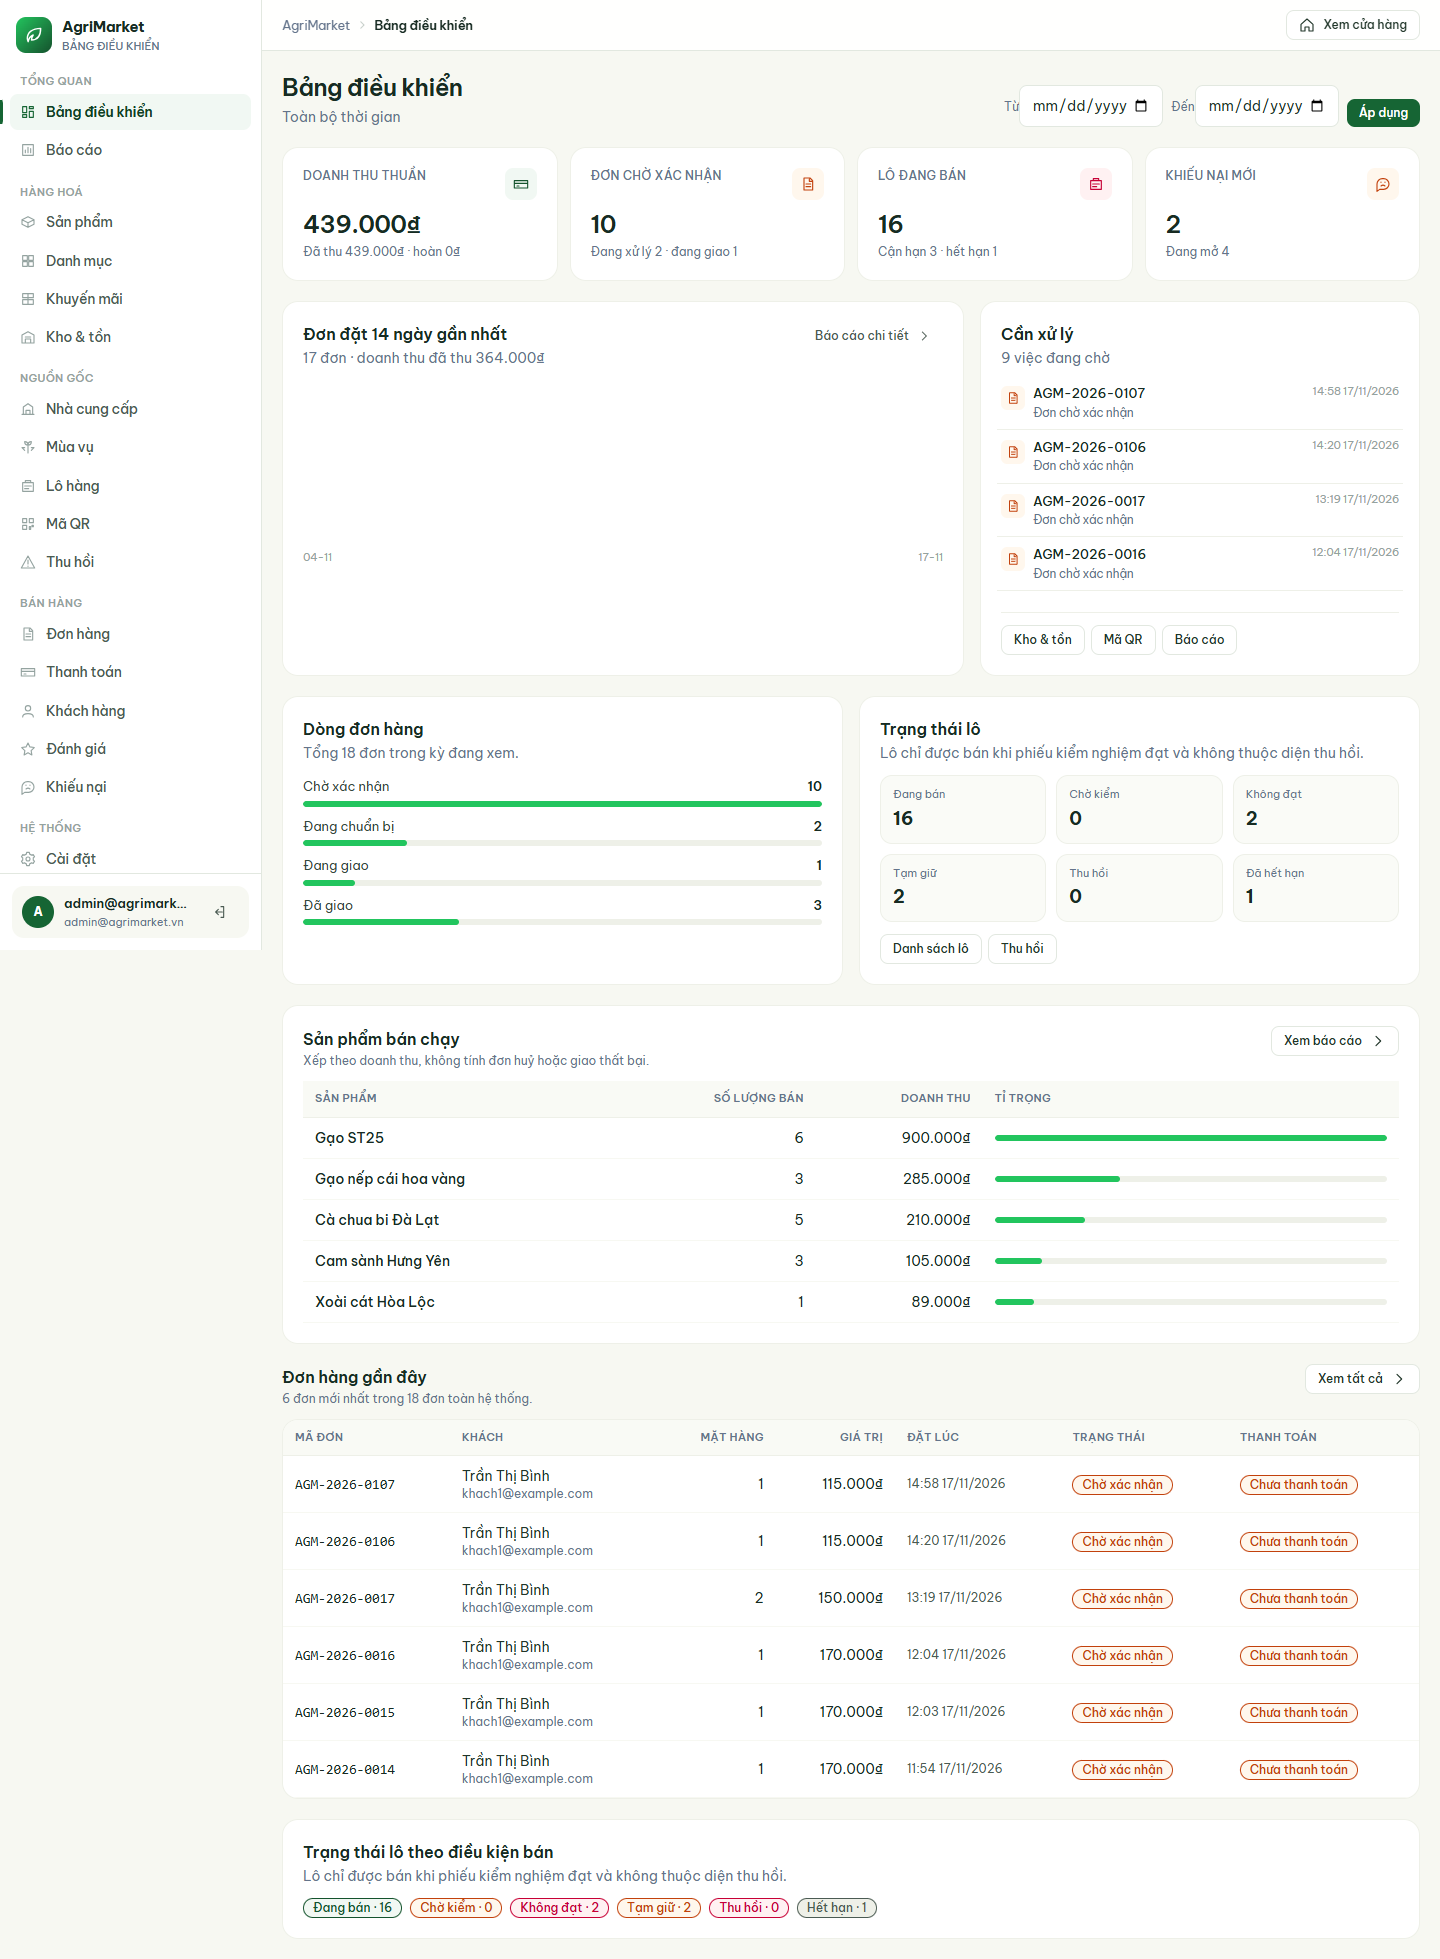 AgriMarket
BẢNG ĐIỀU KHIỂN
TỔNG QUAN
Bảng điều khiển
Báo cáo
HÀNG HOÁ
Sản phẩm
Danh mục
Khuyến mãi
Kho & tồn
NGUỒN GỐC
Nhà cung cấp
Mùa vụ
Lô hàng
Mã QR
Thu hồi
BÁN HÀNG
Đơn hàng
Thanh toán
Khách hàng
Đánh giá
Khiếu nại
HỆ THỐNG
Cài đặt
A
admin@agrimark...
admin@agrimarket.vn
AgriMarket > Bảng điều khiển
Xem cửa hàng
Bảng điều khiển
Toàn bộ thời gian
Từ mm/dd/yyyy Đến mm/dd/yyyy Áp dụng
DOANH THU THUẦN
439.000₫
Đã thu 439.000₫ · hoàn 0₫
ĐƠN CHỜ XÁC NHẬN
10
Đang xử lý 2 · đang giao 1
LÔ ĐANG BÁN
16
Cận hạn 3 · hết hạn 1
KHIẾU NẠI MỚI
2
Đang mở 4
Đơn đặt 14 ngày gần nhất
17 đơn · doanh thu đã thu 364.000₫
Báo cáo chi tiết
04-11
17-11
Cần xử lý
9 việc đang chờ
AGM-2026-0107 14:58 17/11/2026
Đơn chờ xác nhận
AGM-2026-0106 14:20 17/11/2026
Đơn chờ xác nhận
AGM-2026-0017 13:19 17/11/2026
Đơn chờ xác nhận
AGM-2026-0016 12:04 17/11/2026
Đơn chờ xác nhận
Kho & tồn Mã QR Báo cáo
Dòng đơn hàng
Tổng 18 đơn trong kỳ đang xem.
Chờ xác nhận 10
Đang chuẩn bị 2
Đang giao 1
Đã giao 3
Trạng thái lô
Lô chỉ được bán khi phiếu kiểm nghiệm đạt và không thuộc diện thu hồi.
Đang bán
16
Chờ kiểm
0
Không đạt
2
Tạm giữ
2
Thu hồi
0
Đã hết hạn
1
Danh sách lô Thu hồi
Sản phẩm bán chạy
Xếp theo doanh thu, không tính đơn huỷ hoặc giao thất bại.
Xem báo cáo
SẢN PHẨM SỐ LƯỢNG BÁN DOANH THU TỈ TRỌNG
Gạo ST25 6 900.000₫
Gạo nếp cái hoa vàng 3 285.000₫
Cà chua bi Đà Lạt 5 210.000₫
Cam sành Hưng Yên 3 105.000₫
Xoài cát Hòa Lộc 1 89.000₫
Đơn hàng gần đây
6 đơn mới nhất trong 18 đơn toàn hệ thống.
Xem tất cả
MÃ ĐƠN KHÁCH MẶT HÀNG GIÁ TRỊ ĐẶT LÚC TRẠNG THÁI THANH TOÁN
AGM-2026-0107 Trần Thị Bình 1 115.000₫ 14:58 17/11/2026 Chờ xác nhận Chưa thanh toán
khach1@example.com
AGM-2026-0106 Trần Thị Bình 1 115.000₫ 14:20 17/11/2026 Chờ xác nhận Chưa thanh toán
khach1@example.com
AGM-2026-0017 Trần Thị Bình 2 150.000₫ 13:19 17/11/2026 Chờ xác nhận Chưa thanh toán
khach1@example.com
AGM-2026-0016 Trần Thị Bình 1 170.000₫ 12:04 17/11/2026 Chờ xác nhận Chưa thanh toán
khach1@example.com
AGM-2026-0015 Trần Thị Bình 1 170.000₫ 12:03 17/11/2026 Chờ xác nhận Chưa thanh toán
khach1@example.com
AGM-2026-0014 Trần Thị Bình 1 170.000₫ 11:54 17/11/2026 Chờ xác nhận Chưa thanh toán
khach1@example.com
Trạng thái lô theo điều kiện bán
Lô chỉ được bán khi phiếu kiểm nghiệm đạt và không thuộc diện thu hồi.
Đang bán · 16 Chờ kiểm · 0 Không đạt · 2 Tạm giữ · 2 Thu hồi · 0 Hết hạn · 1